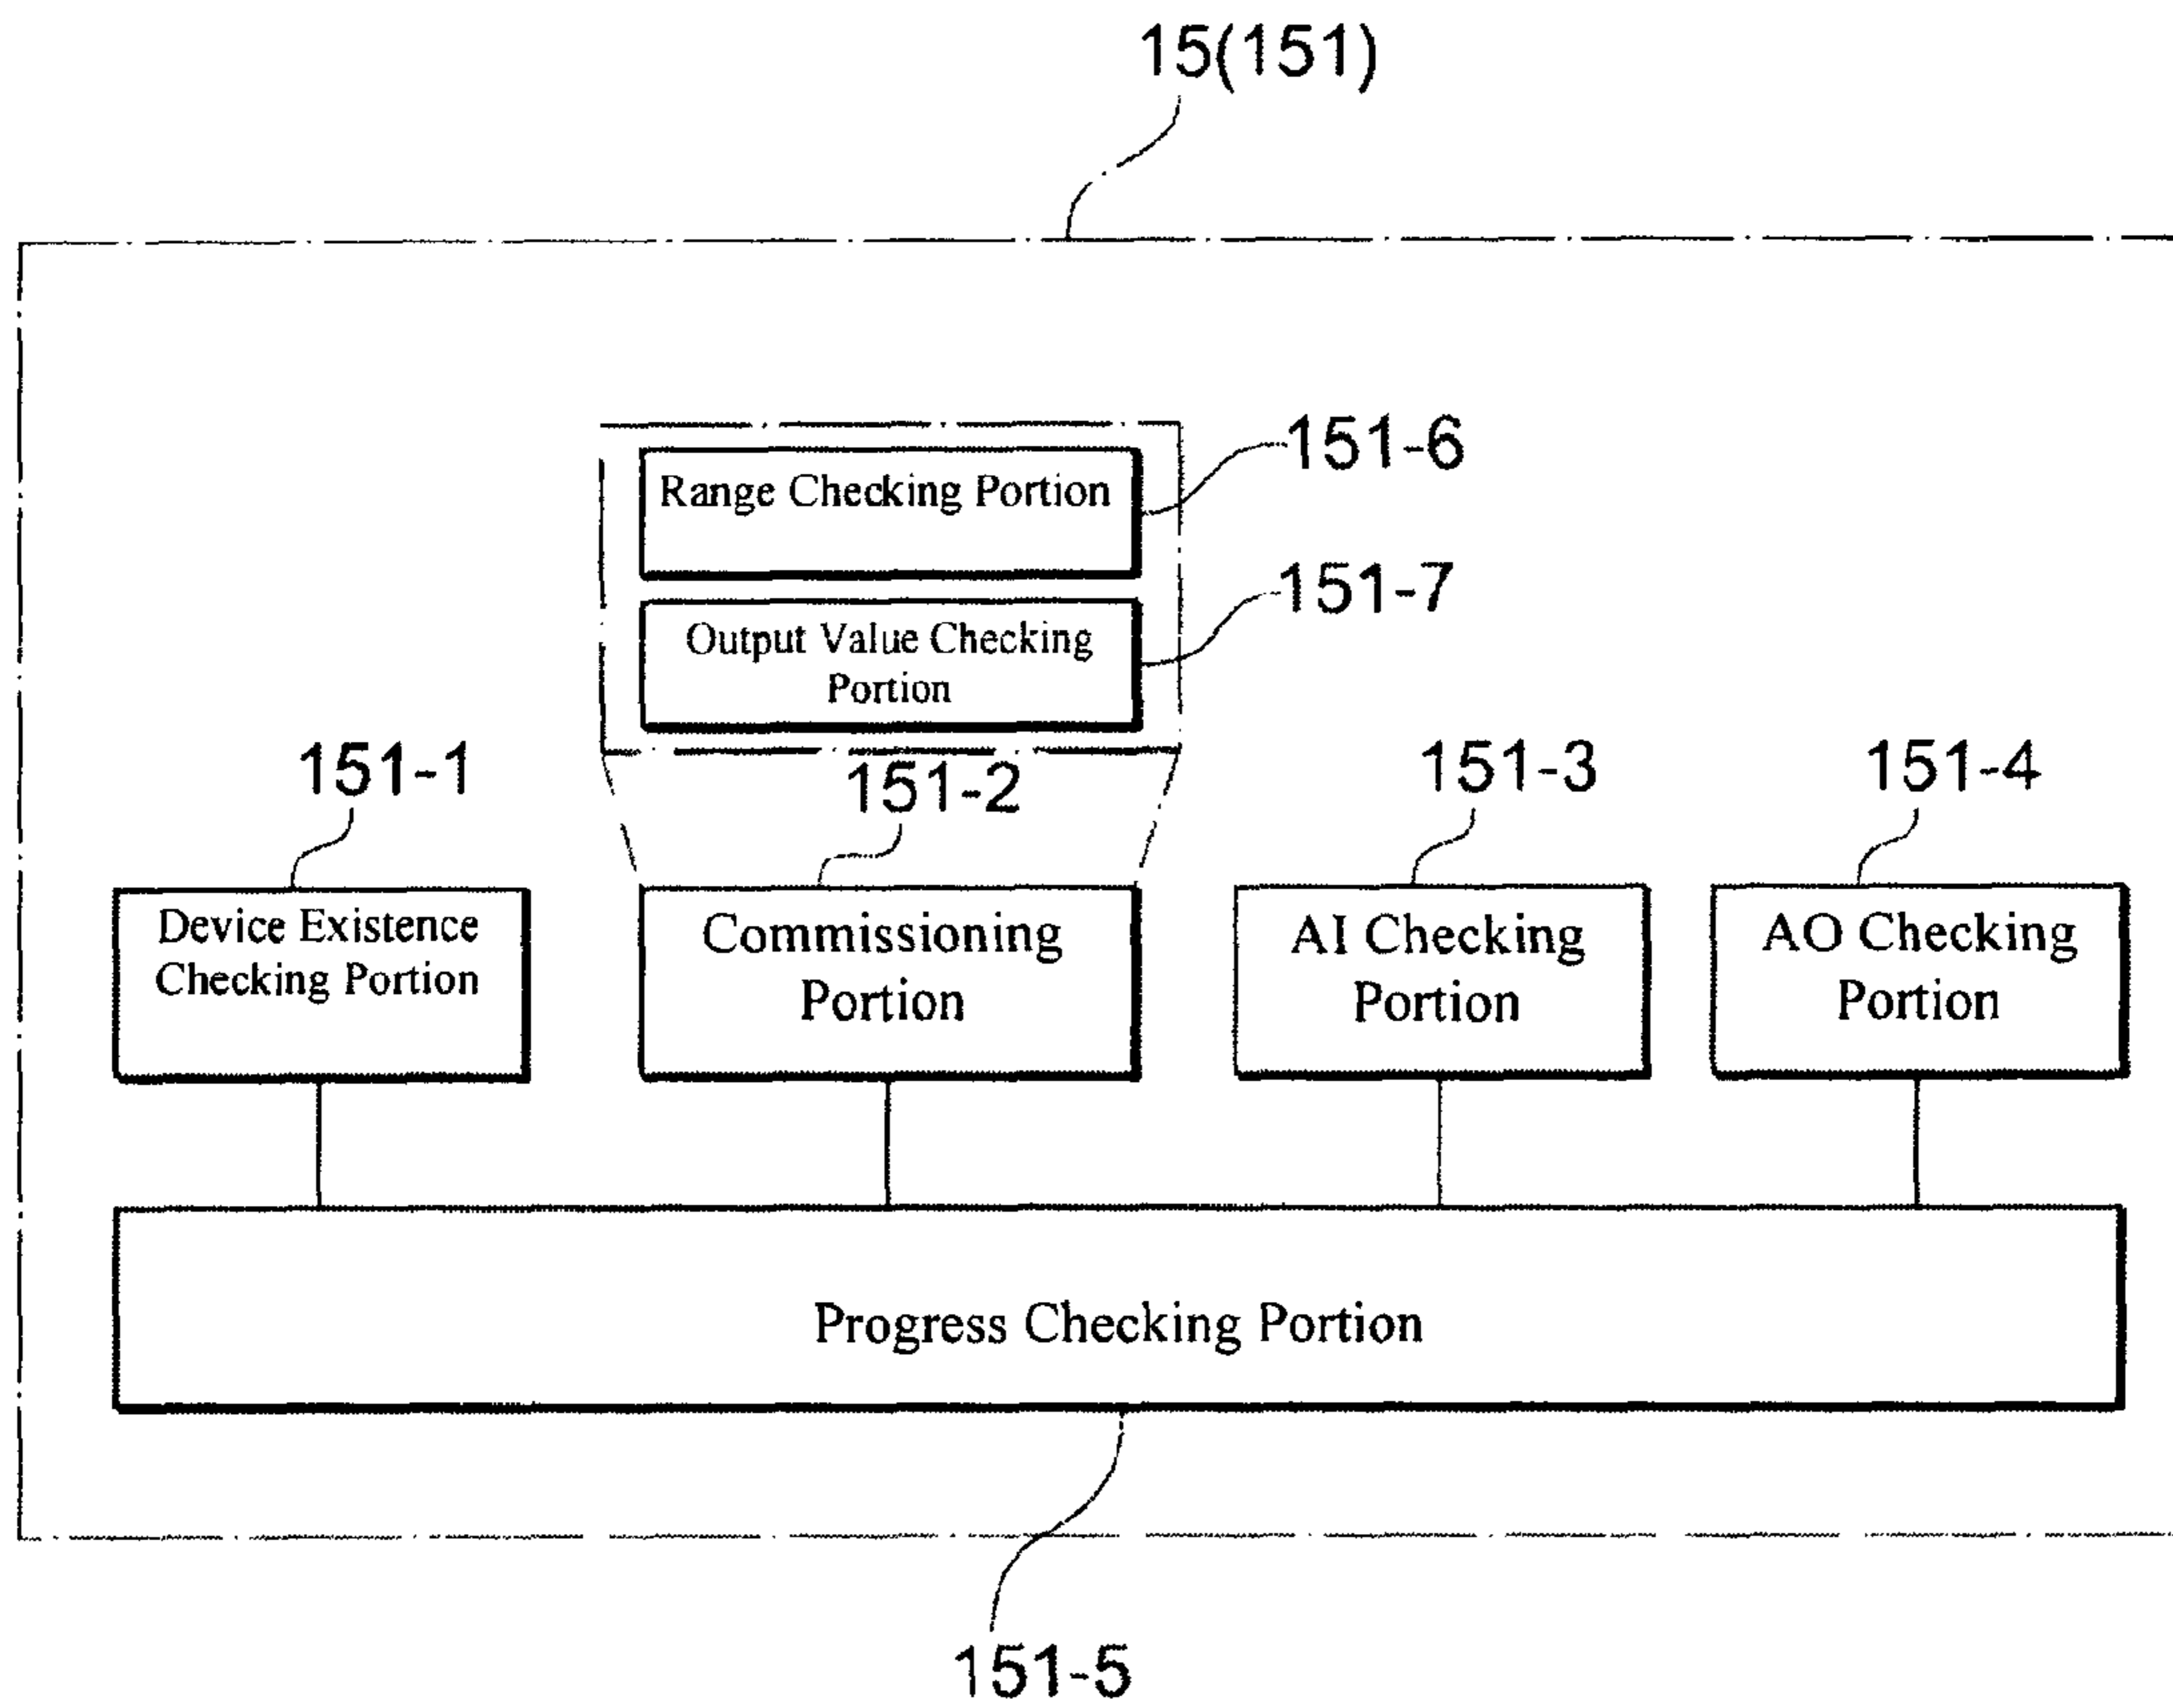 15(151)
Range Checking Portion
151-6
Output Value Checking
Portion
151-7
151-1
151-2
151-3
151-4
Device Existence
Checking Portion
Commissioning
Portion
AI Checking
Portion
AO Checking
Portion
Progress Checking Portion
151-5